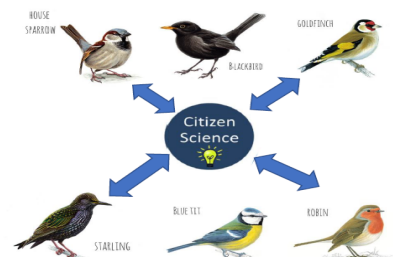 HOUSE
SPARROW
BLACKBIRD
GOLDFINCH
Citizen
Science
STARLING
BLUE TIT
ROBIN